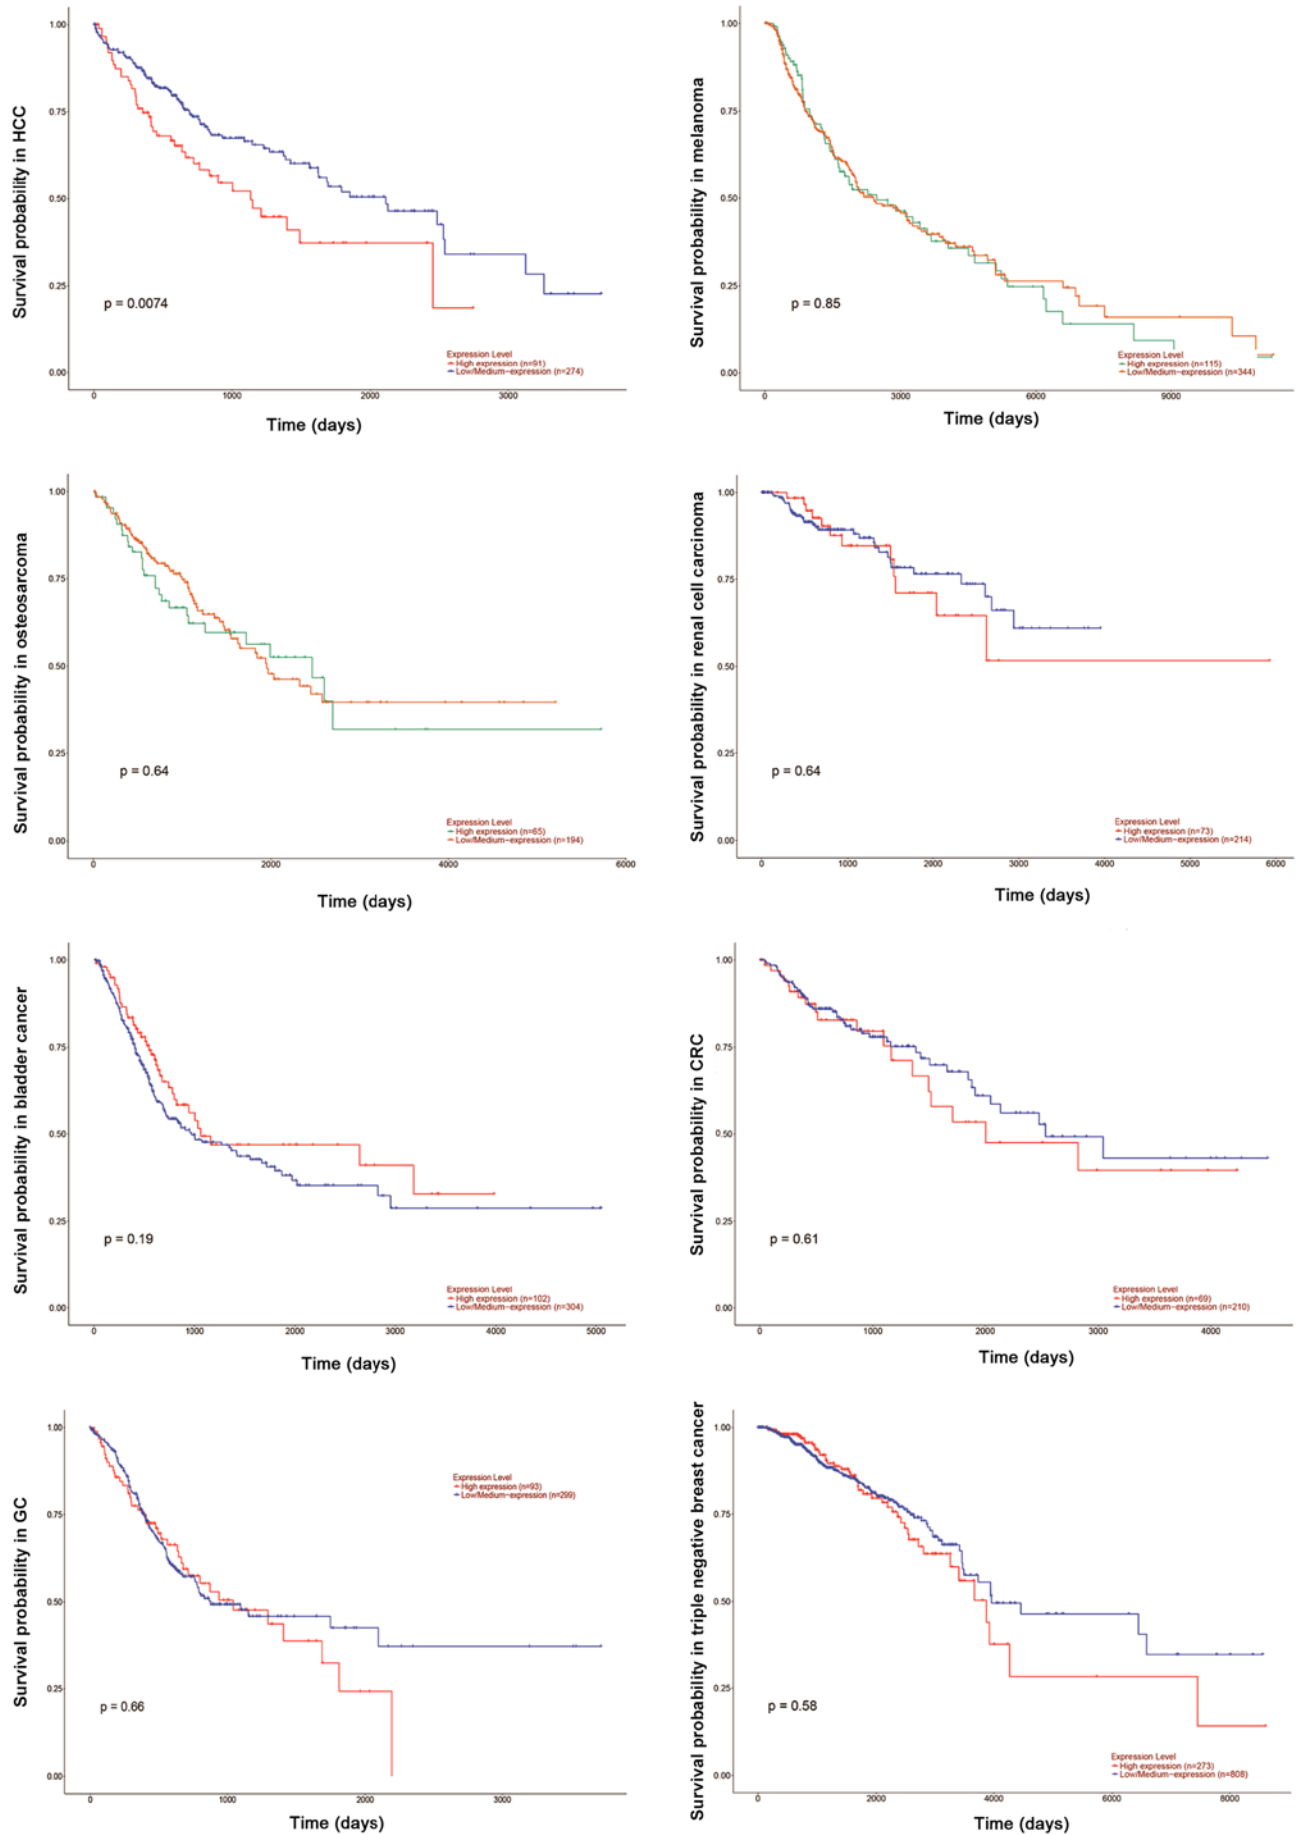 Survival probability in HCC
1.00
0.75
0.50
0.25
0.00
p = 0.0074
Expression Level
High expression (n=91)
Low/Medium-expression (n=274)
0 1000 2000 3000
Time (days)
Survival probability in melanoma
1.00
0.75
0.50
0.25
0.00
p = 0.85
Expression Level
High expression (n=115)
Low/Medium-expression (n=344)
0 3000 6000 9000
Time (days)
Survival probability in osteosarcoma
1.00
0.75
0.50
0.25
0.00
p = 0.64
Expression Level
High expression (n=65)
Low/Medium-expression (n=194)
0 2000 4000 6000
Time (days)
Survival probability in renal cell carcinoma
1.00
0.75
0.50
0.25
0.00
p = 0.64
Expression Level
High expression (n=73)
Low/Medium-expression (n=214)
0 1000 2000 3000 4000 5000 6000
Time (days)
Survival probability in bladder cancer
1.00
0.75
0.50
0.25
0.00
p = 0.19
Expression Level
High expression (n=102)
Low/Medium-expression (n=304)
0 1000 2000 3000 4000 5000
Time (days)
Survival probability in CRC
1.00
0.75
0.50
0.25
0.00
p = 0.61
Expression Level
High expression (n=69)
Low/Medium-expression (n=210)
0 1000 2000 3000 4000
Time (days)
Survival probability in GC
1.00
0.75
0.50
0.25
0.00
Expression Level
High expression (n=93)
Low/Medium-expression (n=299)
p = 0.66
0 1000 2000 3000
Time (days)
Survival probability in triple negative breast cancer
1.00
0.75
0.50
0.25
0.00
p = 0.58
Expression Level
High expression (n=273)
Low/Medium-expression (n=808)
0 2000 4000 6000 8000
Time (days)